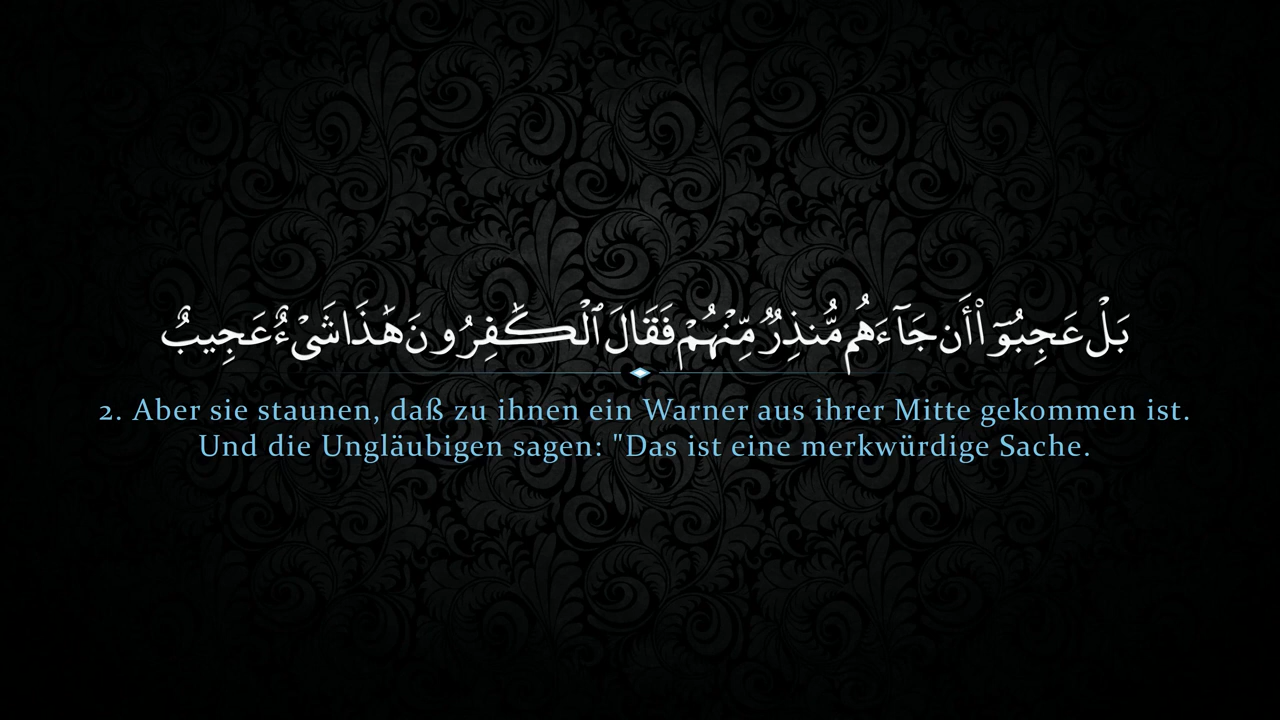 بَلْ عَجِبُوٓا۟ أَن جَآءَهُم مُّنذِرٌ مِّنْهُمْ فَقَالَ ٱلْكَـٰفِرُونَ هَـٰذَا شَىْءٌ عَجِيبٌ
2. Aber sie staunen, daß zu ihnen ein Warner aus ihrer Mitte gekommen ist.
Und die Ungläubigen sagen: "Das ist eine merkwürdige Sache.